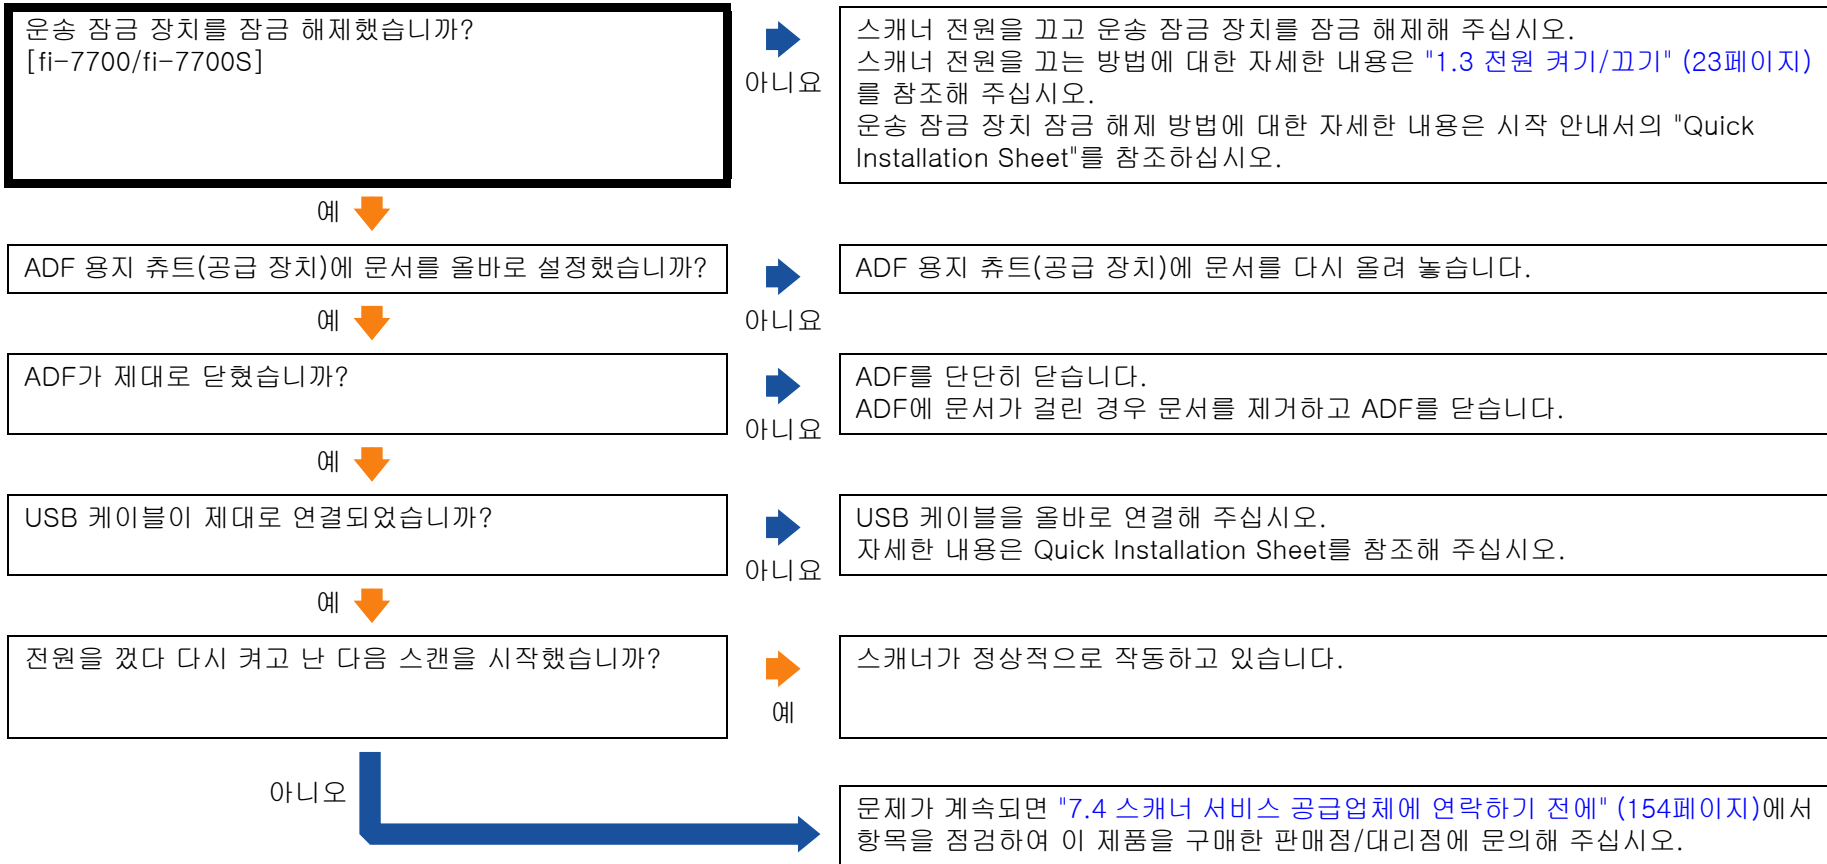 운송 잠금 장치를 잠금 해제했습니까?
[fi-7700/fi-7700S]
아니요
스캐너 전원을 끄고 운송 잠금 장치를 잠금 해제해 주십시오.
스캐너 전원을 끄는 방법에 대한 자세한 내용은 "1.3 전원 켜기/끄기" (23페이지)
를 참조해 주십시오.
운송 잠금 장치 잠금 해제 방법에 대한 자세한 내용은 시작 안내서의 "Quick
Installation Sheet"를 참조하십시오.
예
ADF 용지 츄트(공급 장치)에 문서를 올바로 설정했습니까?
아니요
ADF 용지 츄트(공급 장치)에 문서를 다시 올려 놓습니다.
예
ADF가 제대로 닫혔습니까?
아니요
ADF를 단단히 닫습니다.
ADF에 문서가 걸린 경우 문서를 제거하고 ADF를 닫습니다.
예
USB 케이블이 제대로 연결되었습니까?
아니요
USB 케이블을 올바로 연결해 주십시오.
자세한 내용은 Quick Installation Sheet를 참조해 주십시오.
예
전원을 껐다 다시 켜고 난 다음 스캔을 시작했습니까?
예
스캐너가 정상적으로 작동하고 있습니다.
아니오
문제가 계속되면 "7.4 스캐너 서비스 공급업체에 연락하기 전에" (154페이지)에서
항목을 점검하여 이 제품을 구매한 판매점/대리점에 문의해 주십시오.